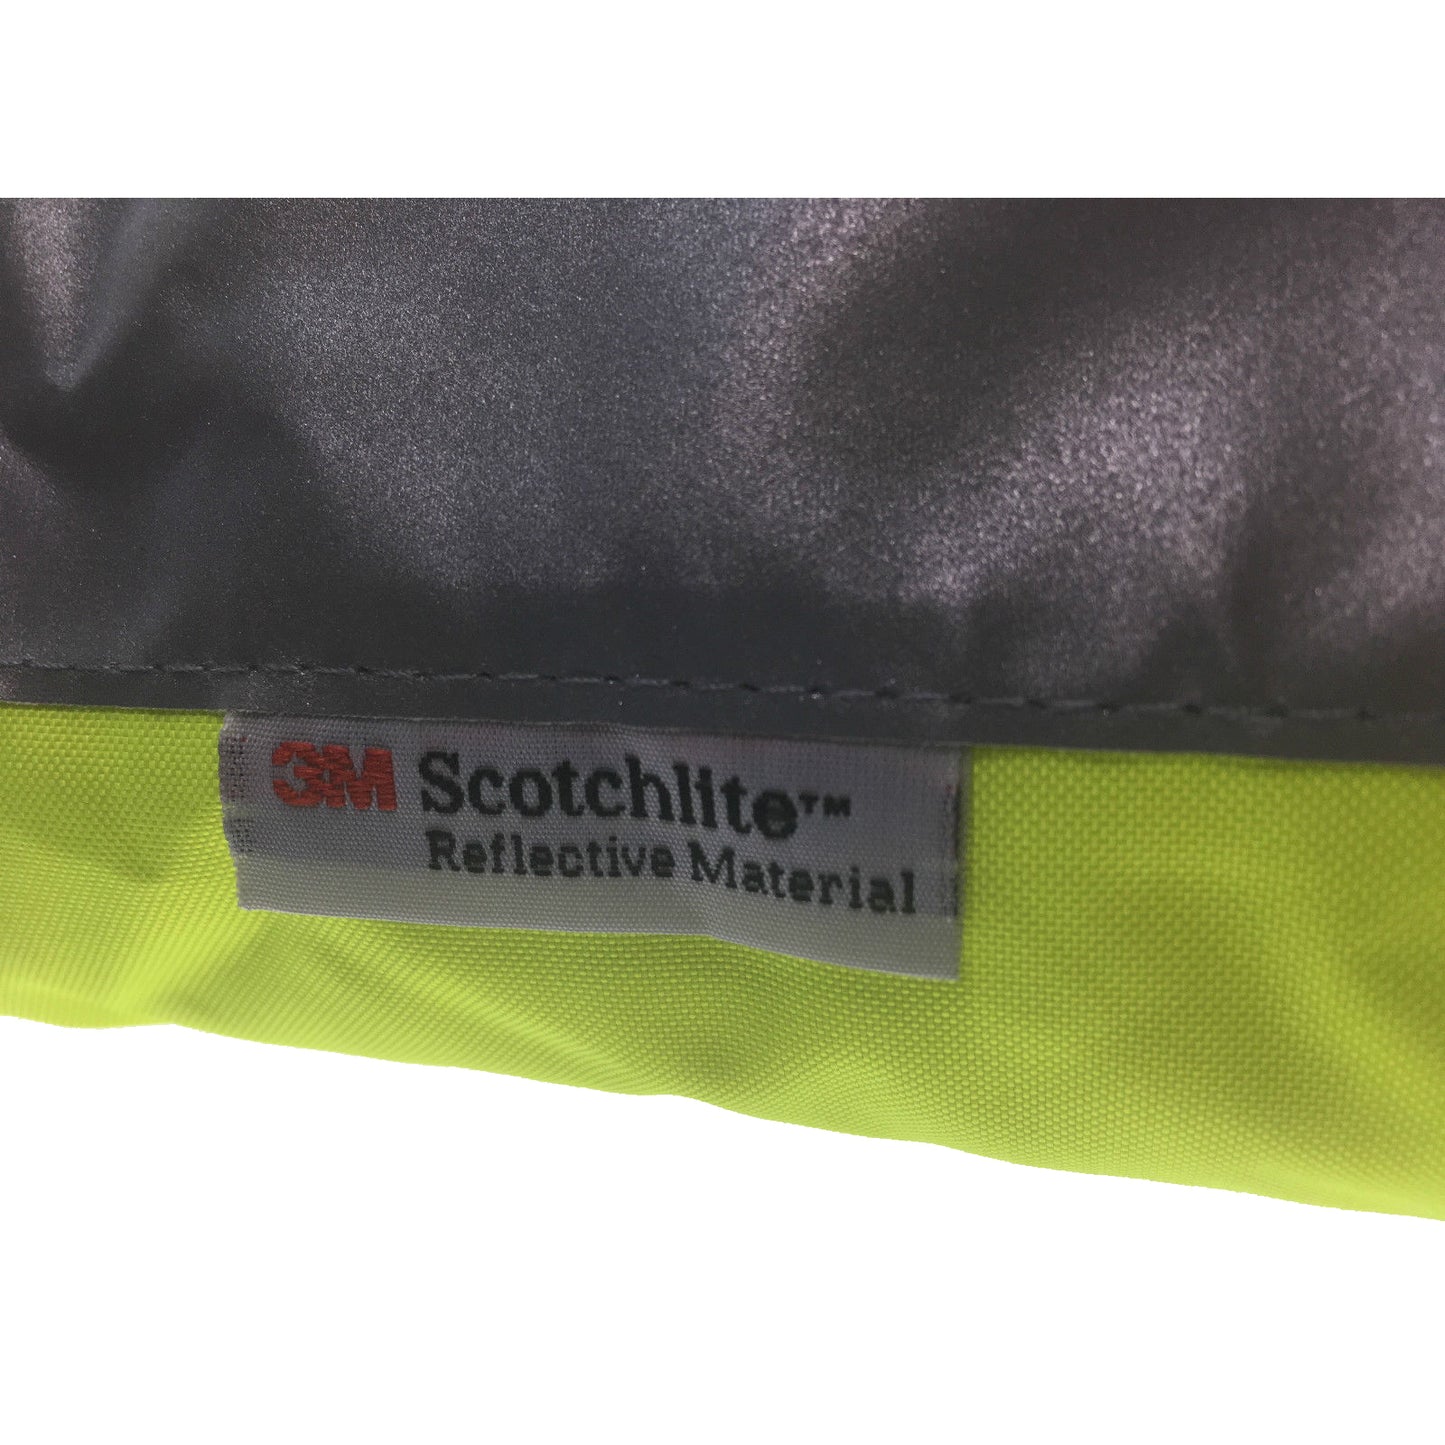 3M Scotchlite™
Reflective Material